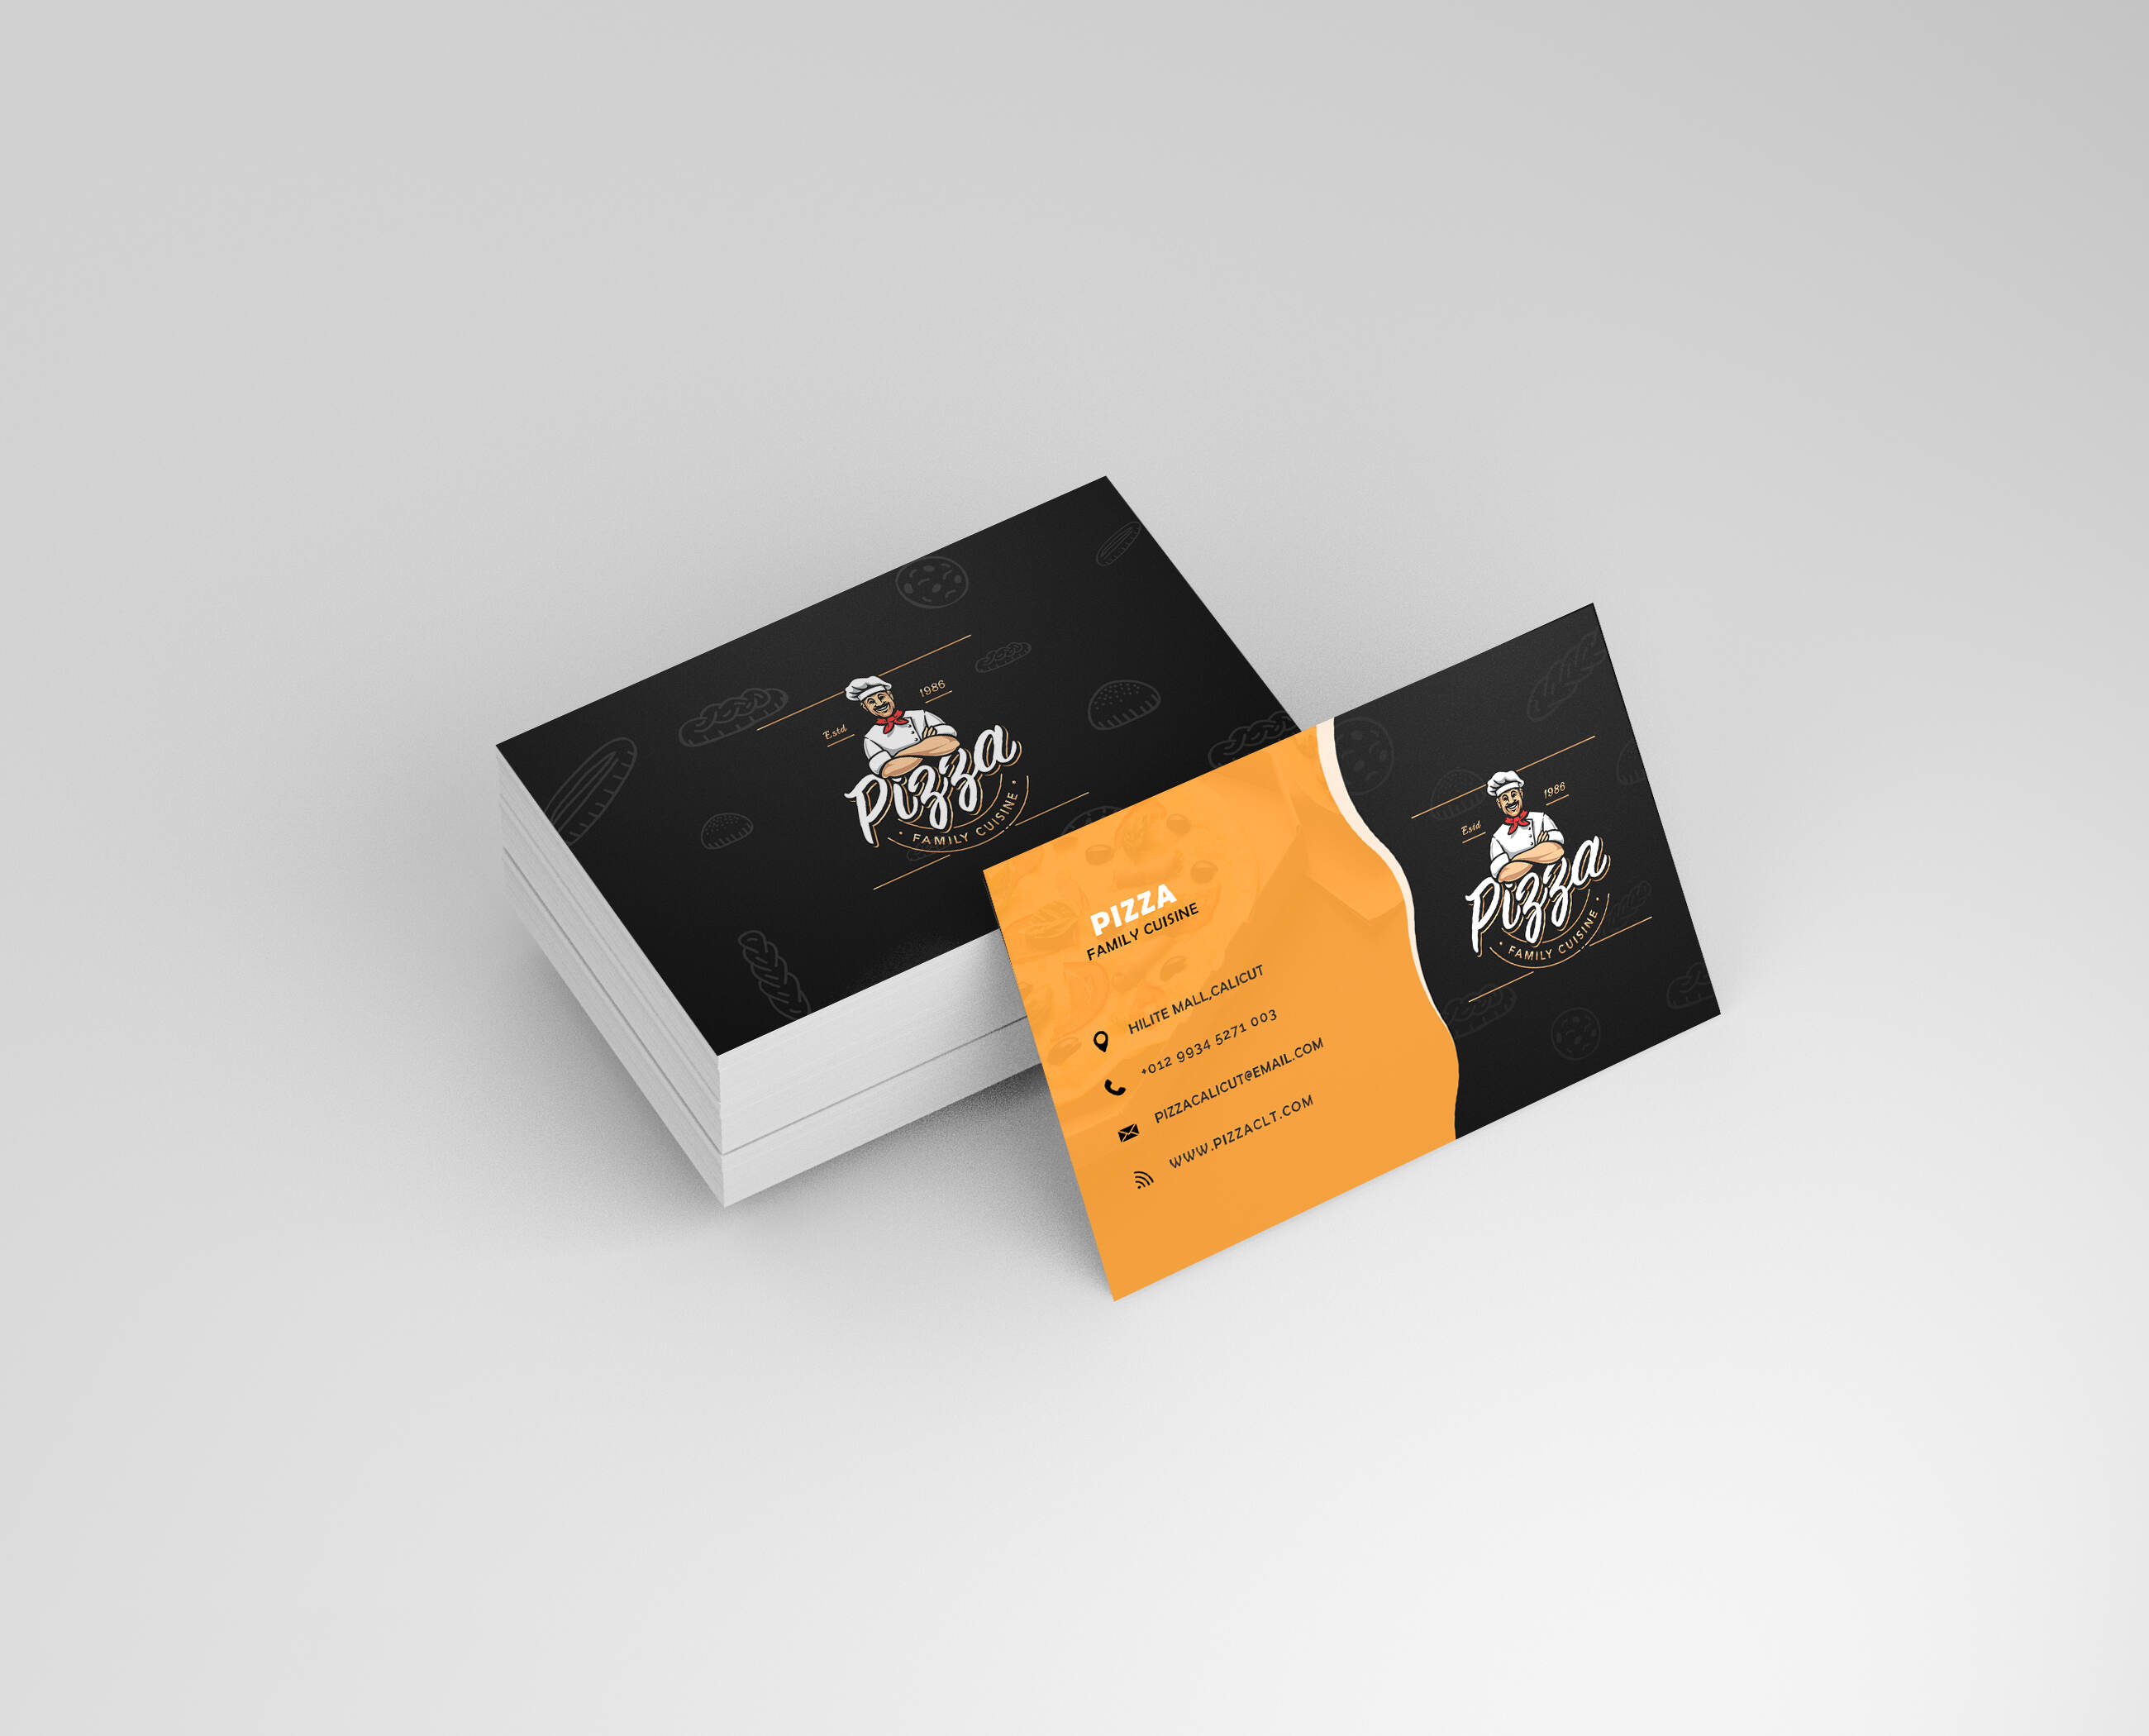 Estd
1986
Pizza
• FAMILY CUISINE •
PIZZA
FAMILY CUISINE
HILITE MALL,CALICUT
+012 9934 5271 003
PIZZACALICUT@EMAIL.COM
WWW.PIZZACLT.COM
Estd
1986
Pizza
• FAMILY CUISINE •